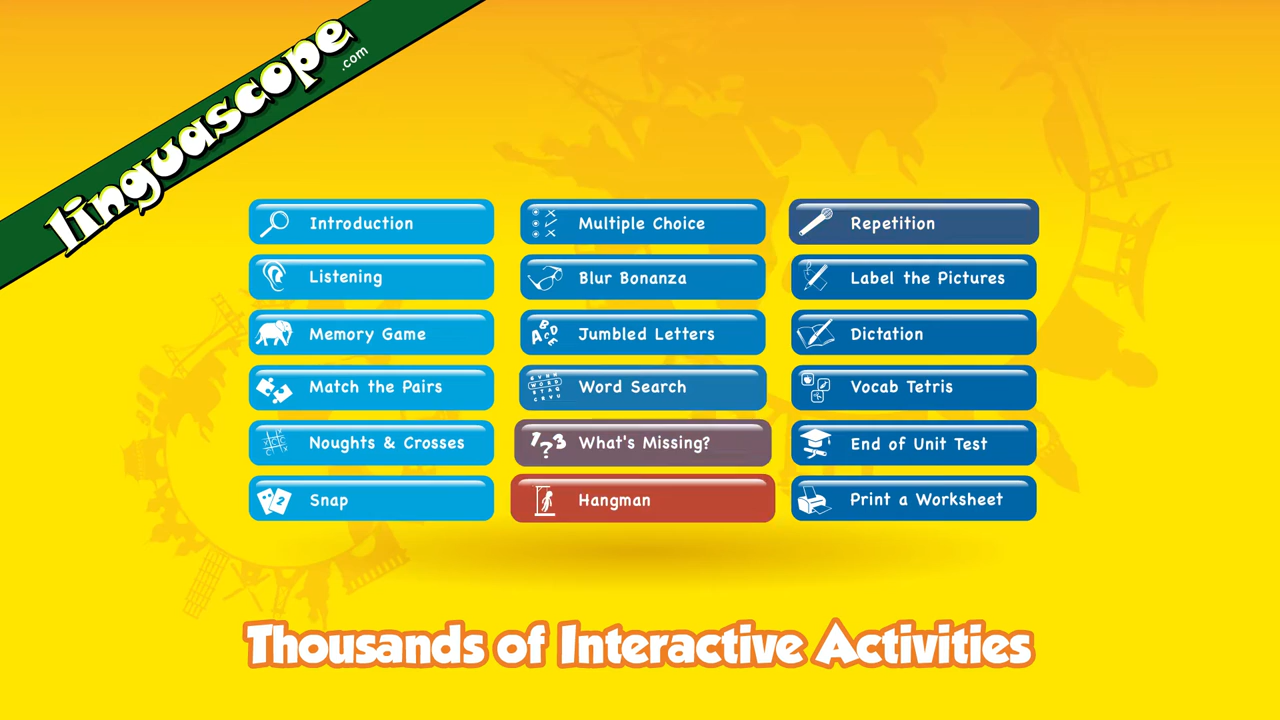 linguascope
.com
Introduction
Listening
Memory Game
Match the Pairs
Noughts & Crosses
Snap
Multiple Choice
Blur Bonanza
Jumbled Letters
Word Search
What's Missing?
Hangman
Repetition
Label the Pictures
Dictation
Vocab Tetris
End of Unit Test
Print a Worksheet
Thousands of Interactive Activities